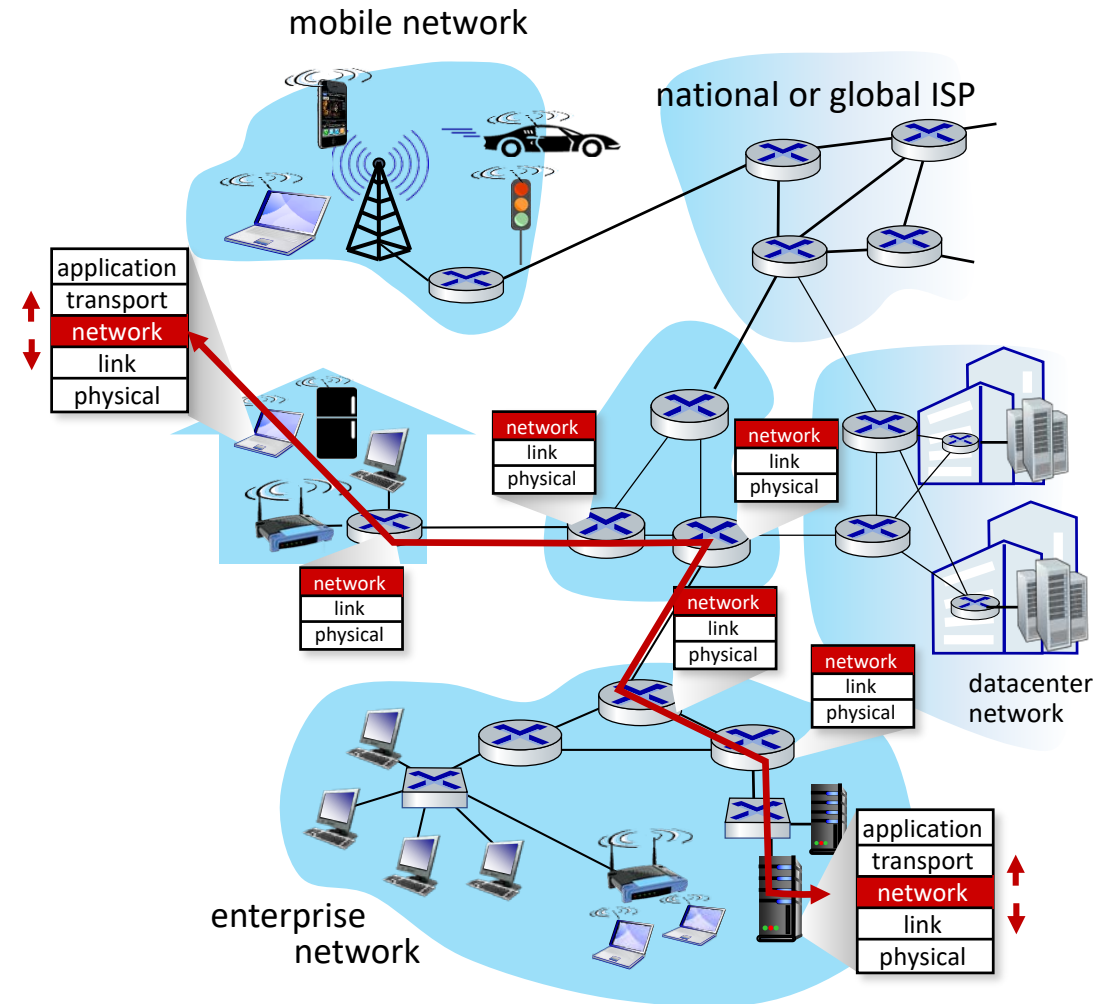 mobile network
national or global ISP
application
transport
network
link
physical
network
link
physical
network
link
physical
network
link
physical
network
link
physical
network
link
physical
datacenter
network
application
transport
network
link
physical
enterprise
network